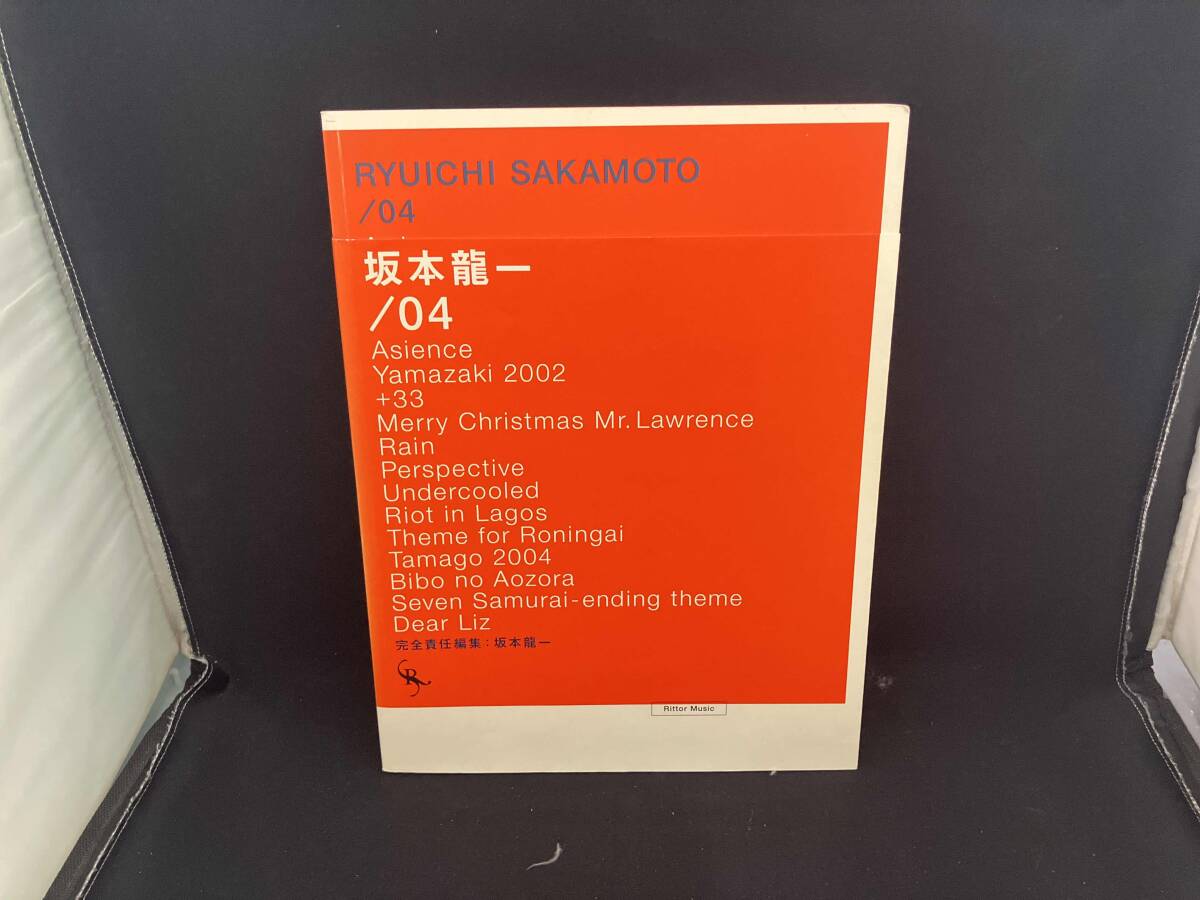 RYUICHI SAKAMOTO
/04
坂本龍一
/04
Asience
Yamazaki 2002
+33
Merry Christmas Mr. Lawrence
Rain
Perspective
Undercooled
Riot in Lagos
Theme for Roningai
Tamago 2004
Bibo no Aozora
Seven Samurai-ending theme
Dear Liz
完全責任編集:坂本龍一
Rittor Music